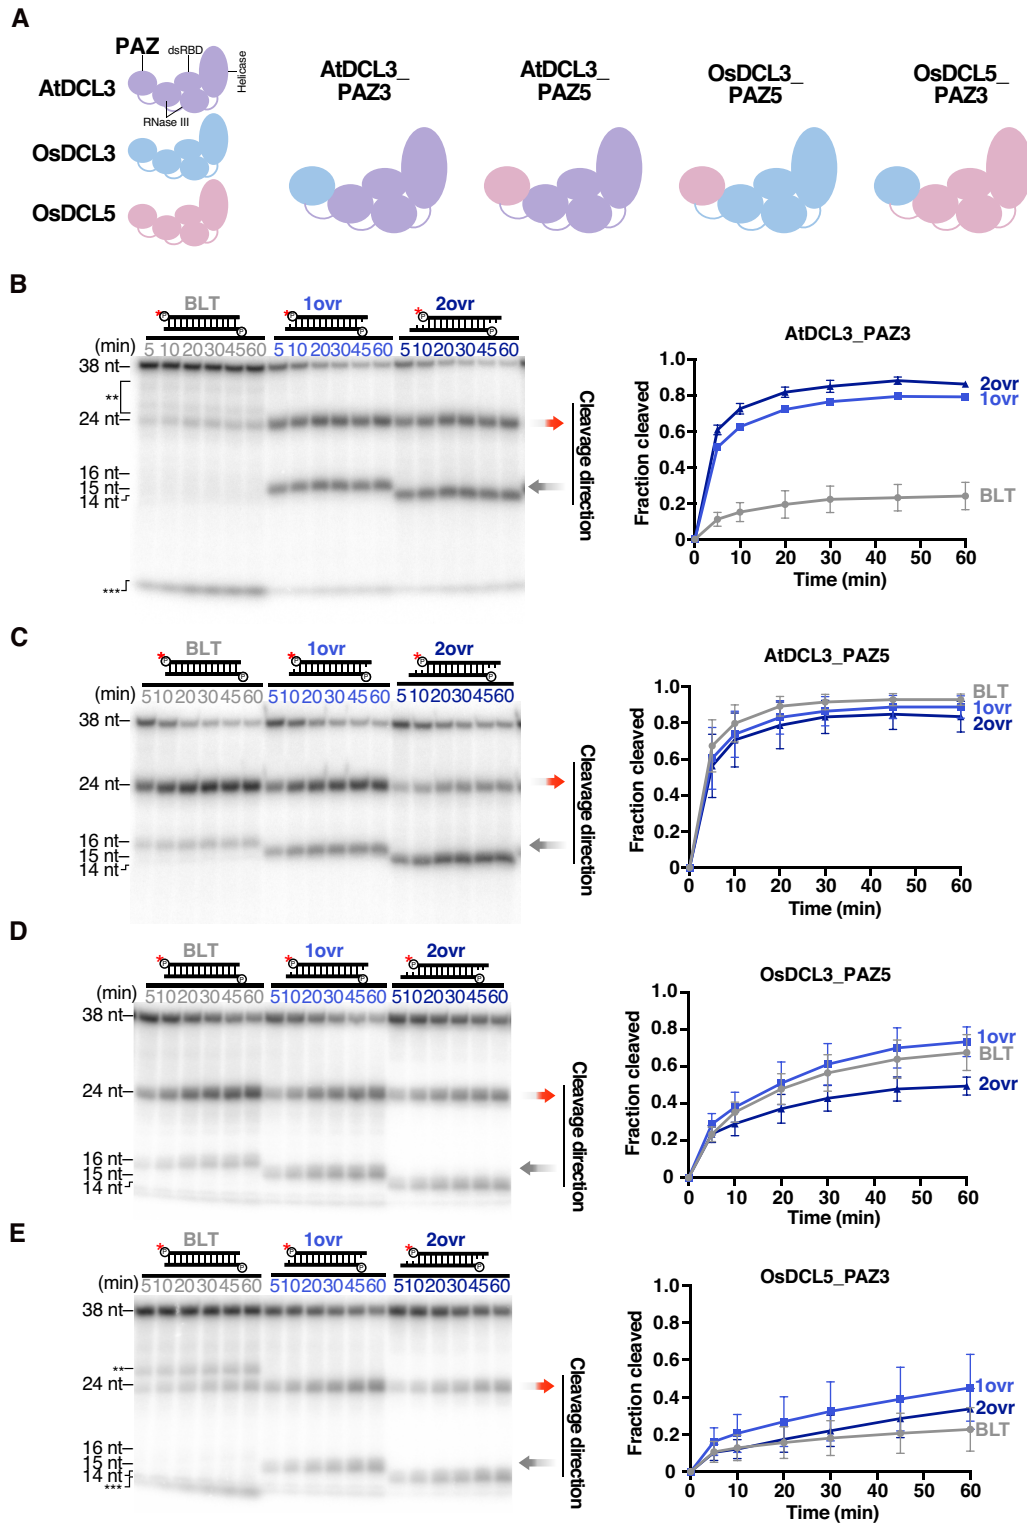 A
PAZ
dsRBD
Helicase
AtDCL3
RNase III
OsDCL3
OsDCL5
AtDCL3_
PAZ3
AtDCL3_
PAZ5
OsDCL3_
PAZ5
OsDCL5_
PAZ3
B
BLT 1ovr 2ovr
* P P * P P * P P
(min) 5 10 20 30 45 60 5 10 20 30 45 60 5 10 20 30 45 60
38 nt
**
24 nt
16 nt
15 nt
14 nt
***
Cleavage direction
AtDCL3_PAZ3
Fraction cleaved
1.0
0.8
0.6
0.4
0.2
0
2ovr
1ovr
BLT
0 10 20 30 40 50 60
Time (min)
C
BLT 1ovr 2ovr
* P P * P P * P P
(min) 5 10 20 30 45 60 5 10 20 30 45 60 5 10 20 30 45 60
38 nt
24 nt
16 nt
15 nt
14 nt
Cleavage direction
AtDCL3_PAZ5
Fraction cleaved
1.0
0.8
0.6
0.4
0.2
0
BLT
1ovr
2ovr
0 10 20 30 40 50 60
Time (min)
D
BLT 1ovr 2ovr
* P P * P P * P P
(min) 5 10 20 30 45 60 5 10 20 30 45 60 5 10 20 30 45 60
38 nt
24 nt
16 nt
15 nt
14 nt
Cleavage direction
OsDCL3_PAZ5
Fraction cleaved
1.0
0.8
0.6
0.4
0.2
0
1ovr
BLT
2ovr
0 10 20 30 40 50 60
Time (min)
E
BLT 1ovr 2ovr
* P P * P P * P P
(min) 5 10 20 30 45 60 5 10 20 30 45 60 5 10 20 30 45 60
38 nt
**
24 nt
16 nt
15 nt
14 nt
***
Cleavage direction
OsDCL5_PAZ3
Fraction cleaved
1.0
0.8
0.6
0.4
0.2
0
1ovr
2ovr
BLT
0 10 20 30 40 50 60
Time (min)